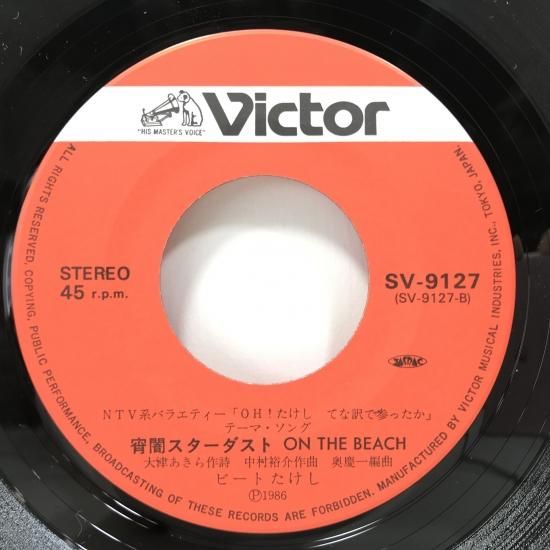 Victor
"HIS MASTER'S VOICE"
STEREO
45 r.p.m.
SV-9127
(SV-9127-B)
JASRAC
NTV系バラエティー「OH!たけし てな訳で参ったか」
テーマ・ソング
宵闇スターダスト ON THE BEACH
大津あきら作詩 中村裕介作曲 奥慶一編曲
ビートたけし
Ⓟ1986
ALL RIGHTS RESERVED. COPYING, PUBLIC PERFORMANCE, BROADCASTING OF THESE RECORDS ARE FORBIDDEN. MANUFACTURED BY VICTOR MUSICAL INDUSTRIES, INC., TOKYO, JAPAN.